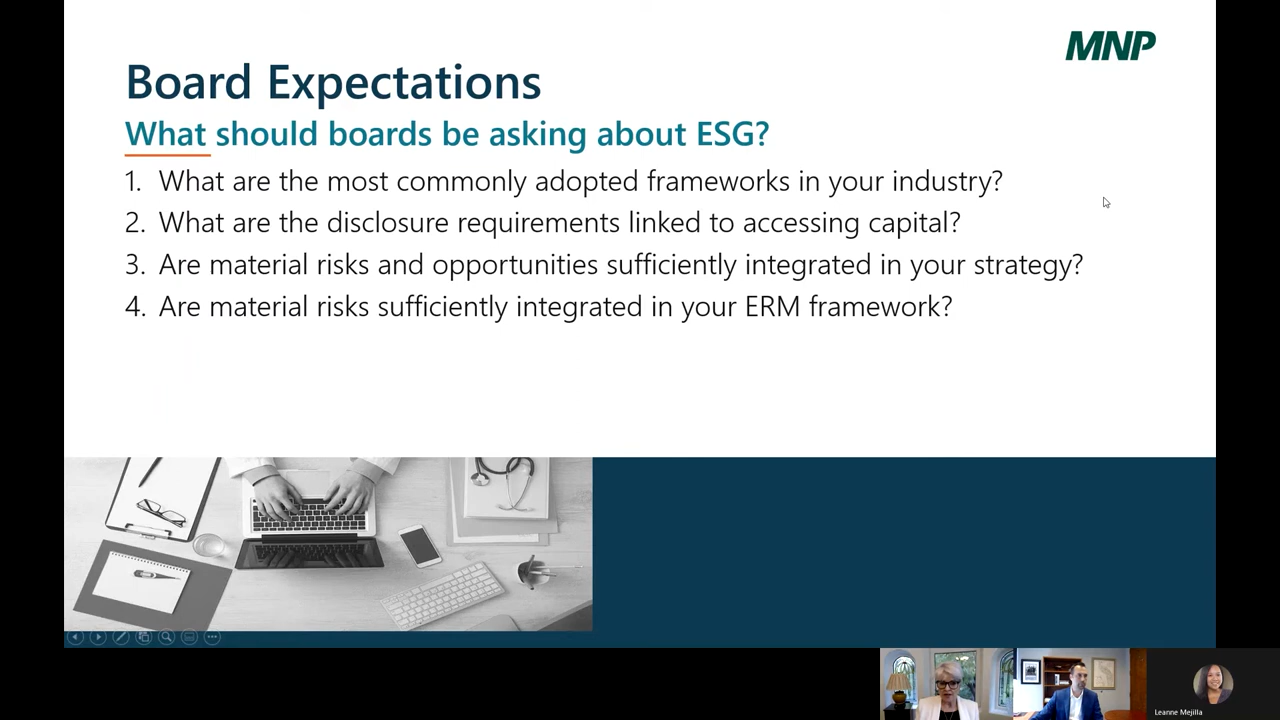 MNP
Board Expectations
What should boards be asking about ESG?
1. What are the most commonly adopted frameworks in your industry?
2. What are the disclosure requirements linked to accessing capital?
3. Are material risks and opportunities sufficiently integrated in your strategy?
4. Are material risks sufficiently integrated in your ERM framework?
Leanne Mejilla